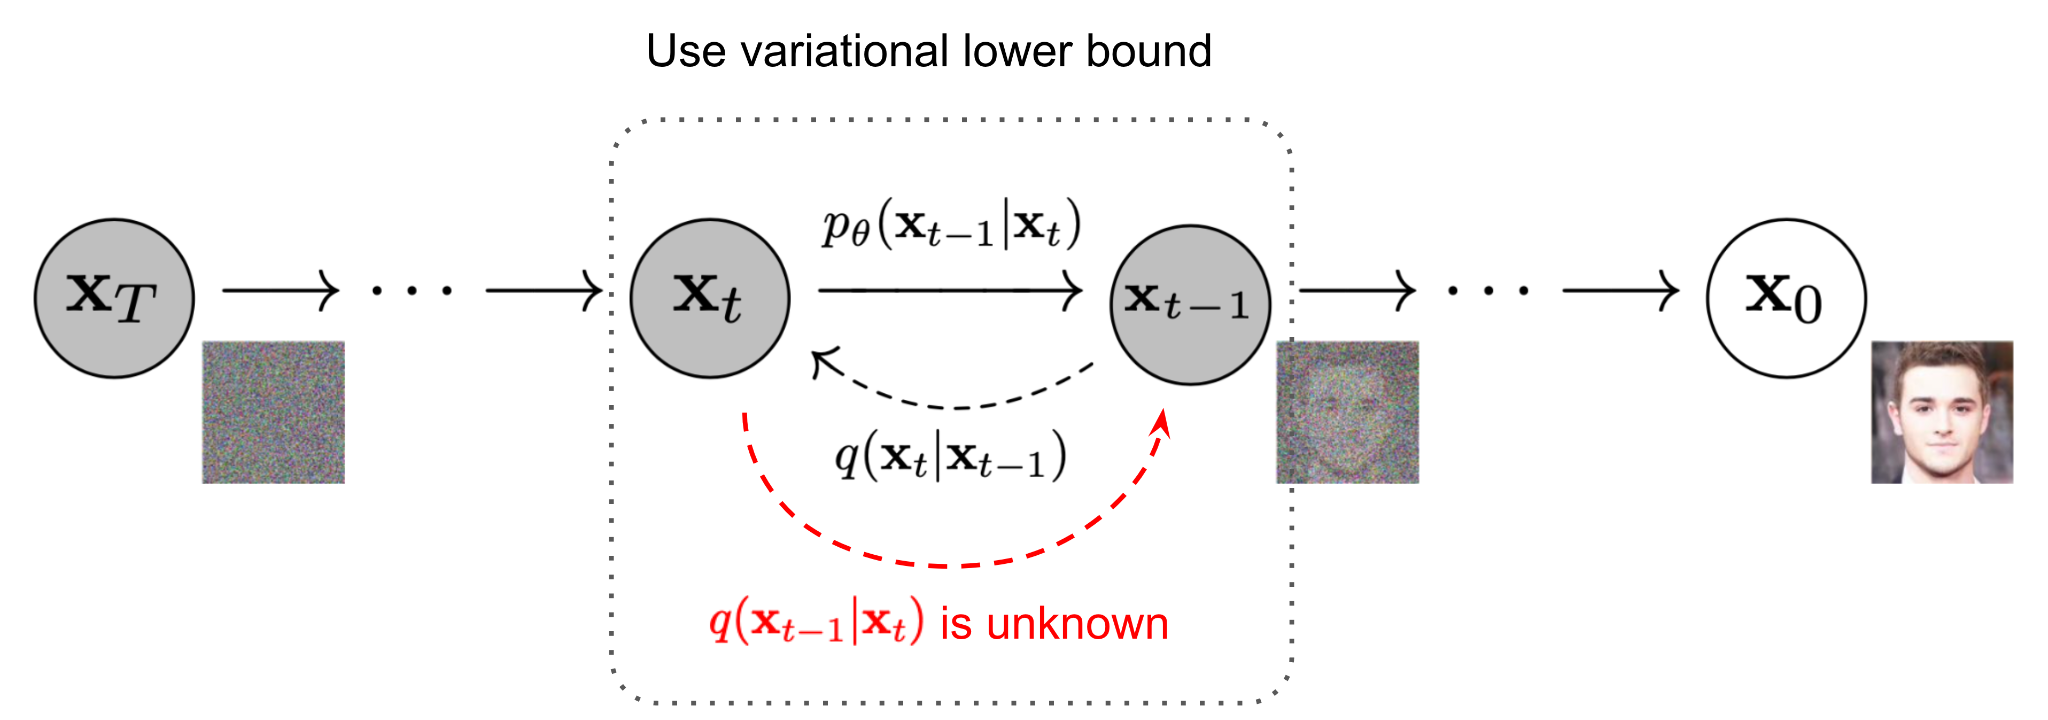 Use variational lower bound
p_θ(x_{t−1}|x_t)
x_T → ··· → x_t → x_{t−1} → ··· → x_0
q(x_t|x_{t−1})
q(x_{t−1}|x_t) is unknown